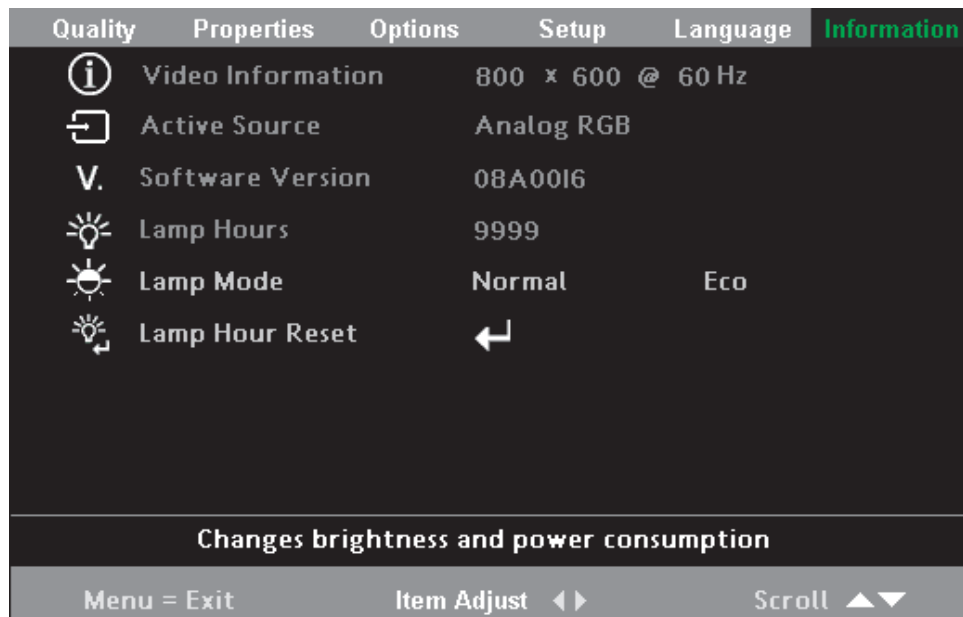 Quality Properties Options Setup Language Information
Video Information 800 x 600 @ 60 Hz
Active Source Analog RGB
V. Software Version 08A00I6
Lamp Hours 9999
Lamp Mode Normal Eco
Lamp Hour Reset
Changes brightness and power consumption
Menu = Exit Item Adjust Scroll